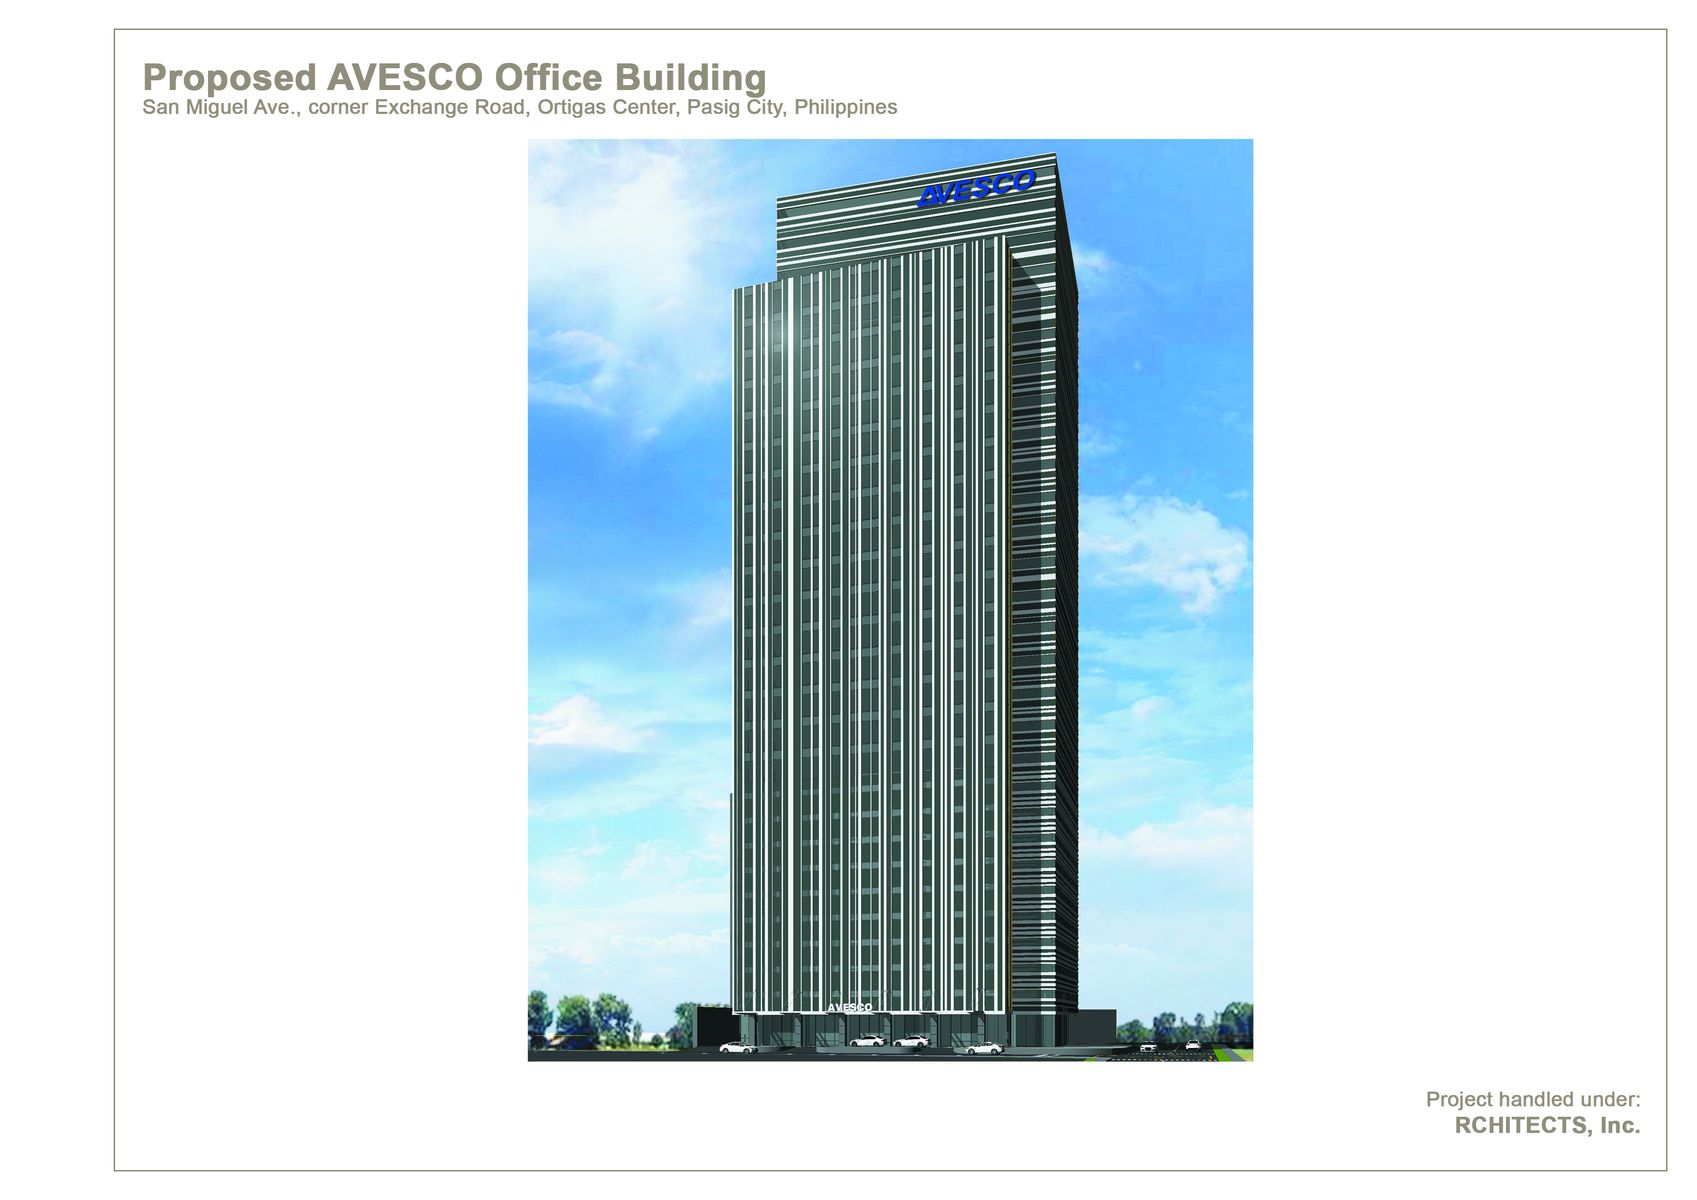 Proposed AVESCO Office Building
San Miguel Ave., corner Exchange Road, Ortigas Center, Pasig City, Philippines
AVESCO
AVESCO
Project handled under:
RCHITECTS, Inc.